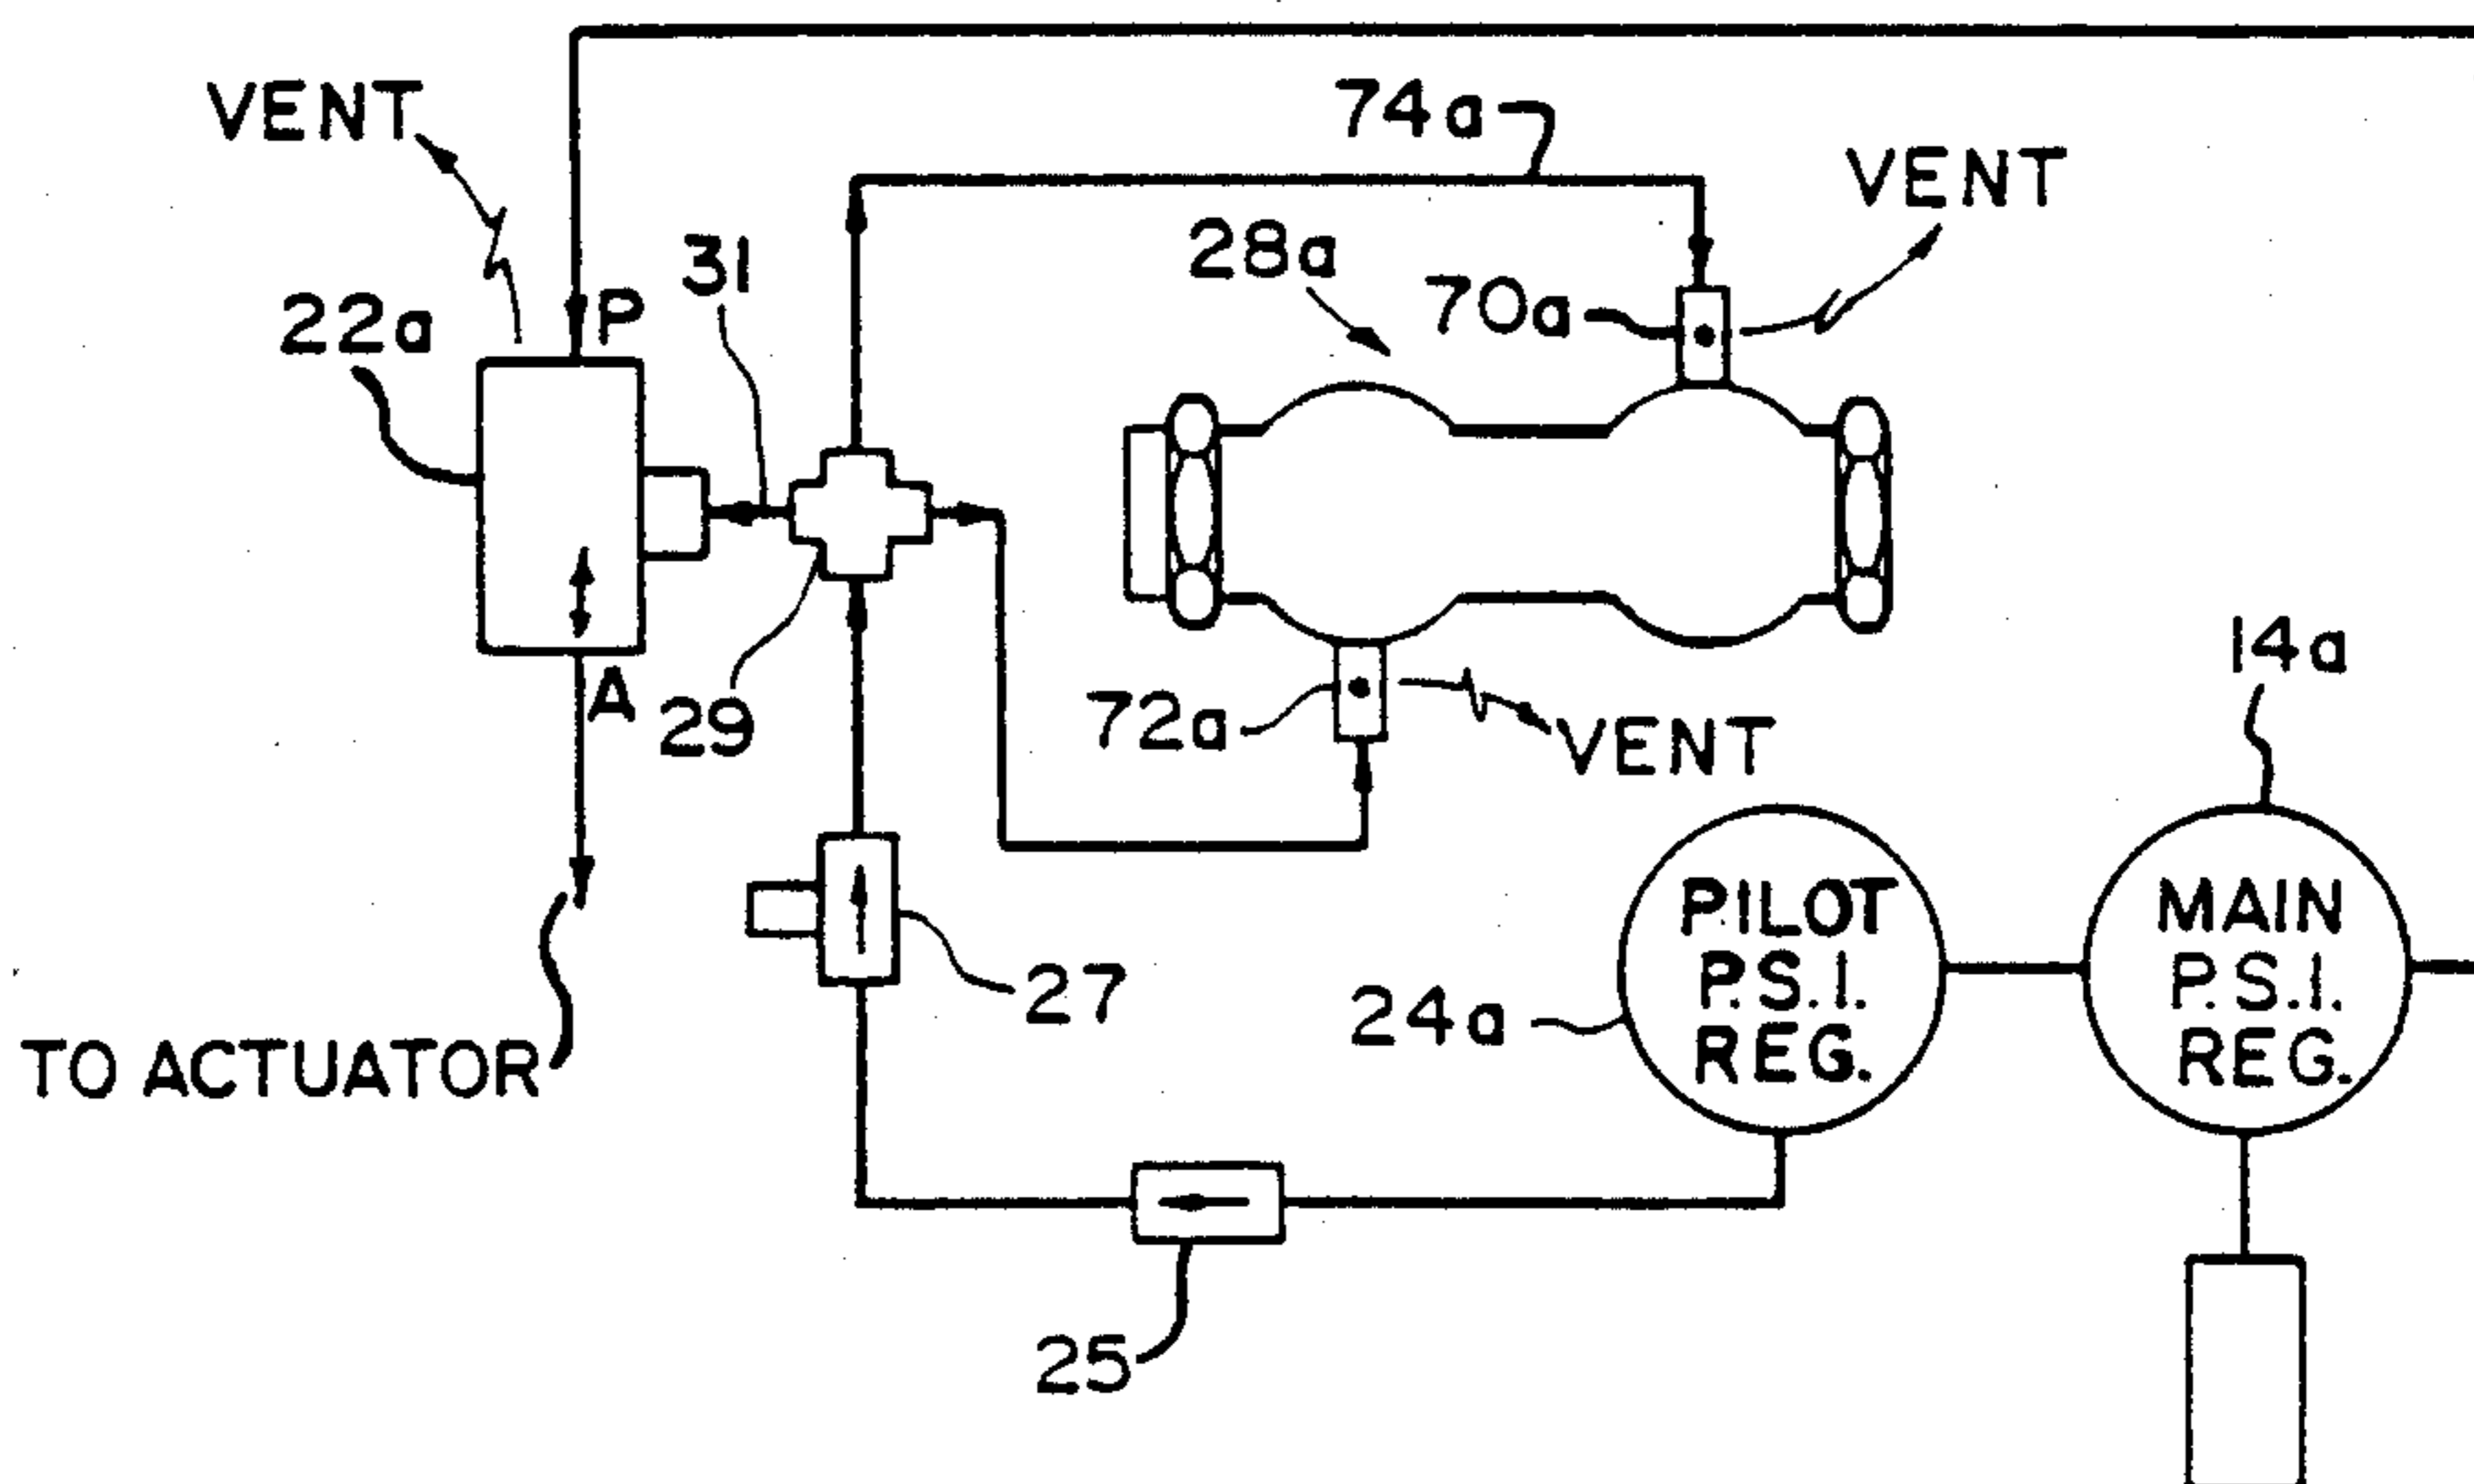 VENT
74a
VENT
28a
31
70a
P
22a
14a
A
29
72a
VENT
PILOT
P.S.I.
REG.
MAIN
P.S.I.
REG.
27
24a
TO ACTUATOR
25